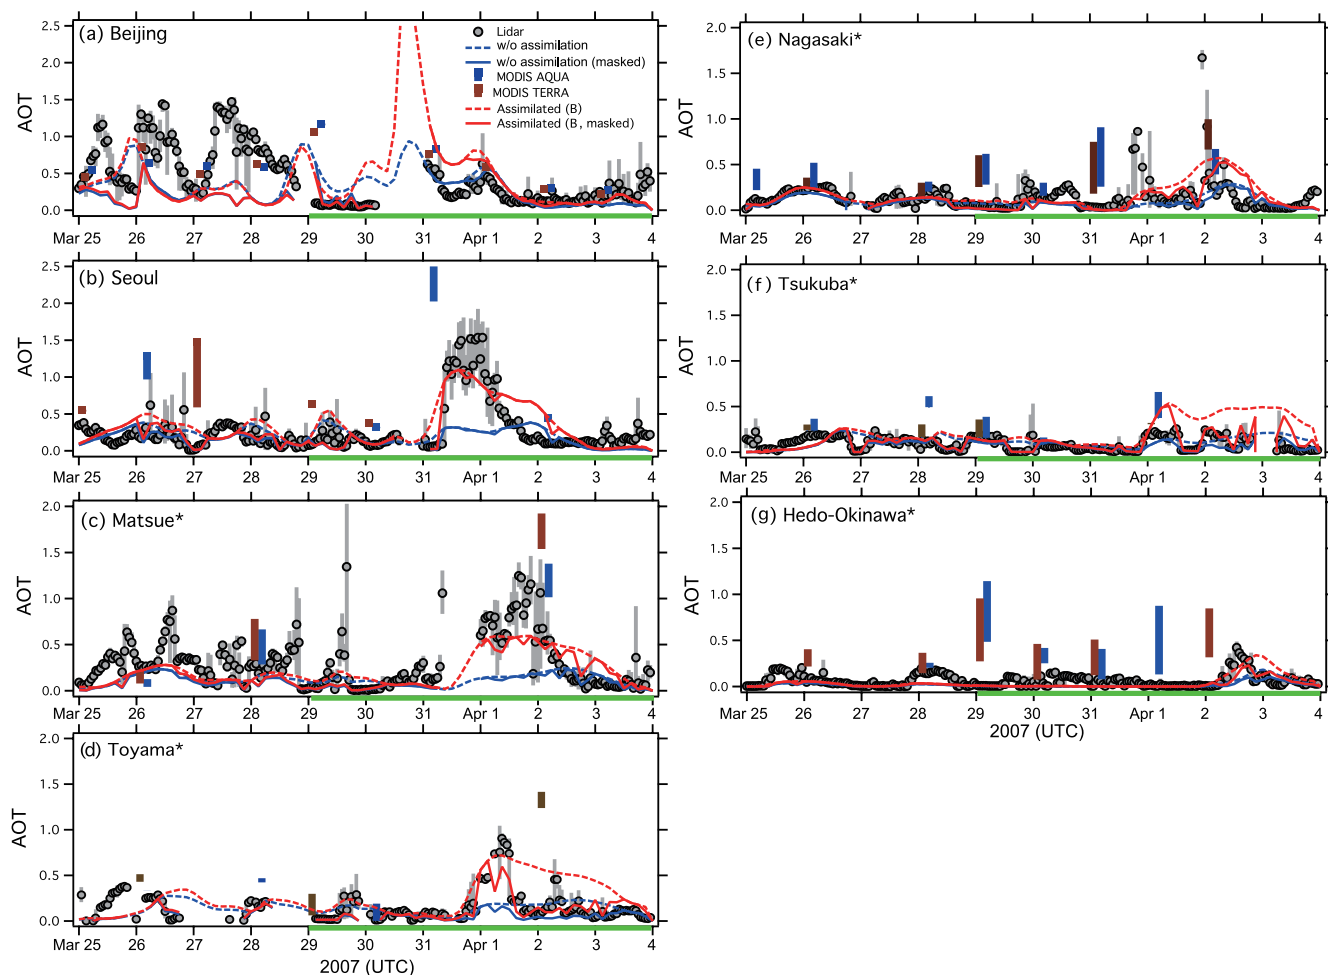 (a) Beijing
Lidar
w/o assimilation
w/o assimilation (masked)
MODIS AQUA
MODIS TERRA
Assimilated (B)
Assimilated (B, masked)
AOT
2.5
2.0
1.5
1.0
0.5
0.0
Mar 25 26 27 28 29 30 31 Apr 1 2 3 4
(b) Seoul
AOT
2.5
2.0
1.5
1.0
0.5
0.0
Mar 25 26 27 28 29 30 31 Apr 1 2 3 4
(c) Matsue*
AOT
2.0
1.5
1.0
0.5
0.0
Mar 25 26 27 28 29 30 31 Apr 1 2 3 4
(d) Toyama*
AOT
2.0
1.5
1.0
0.5
0.0
Mar 25 26 27 28 29 30 31 Apr 1 2 3 4
2007 (UTC)
(e) Nagasaki*
AOT
2.0
1.5
1.0
0.5
0.0
Mar 25 26 27 28 29 30 31 Apr 1 2 3 4
(f) Tsukuba*
AOT
2.0
1.5
1.0
0.5
0.0
Mar 25 26 27 28 29 30 31 Apr 1 2 3 4
(g) Hedo-Okinawa*
AOT
2.0
1.5
1.0
0.5
0.0
Mar 25 26 27 28 29 30 31 Apr 1 2 3 4
2007 (UTC)